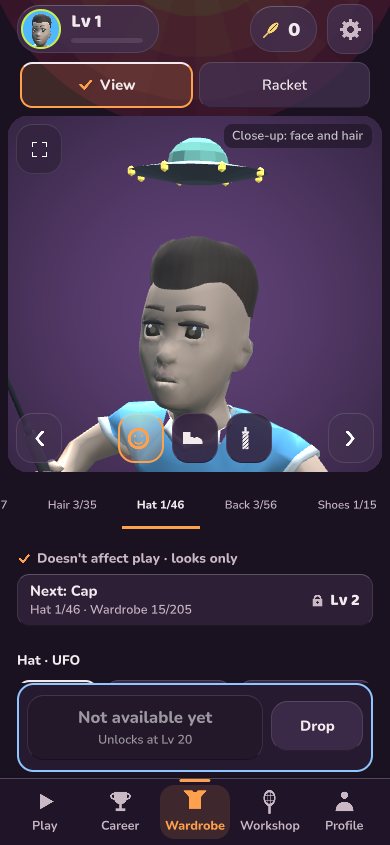 Lv 1
0
View
Racket
Close-up: face and hair
7
Hair 3/35
Hat 1/46
Back 3/56
Shoes 1/15
Doesn't affect play · looks only
Next: Cap
Hat 1/46 · Wardrobe 15/205
Lv 2
Hat · UFO
Not available yet
Unlocks at Lv 20
Drop
Play
Career
Wardrobe
Workshop
Profile